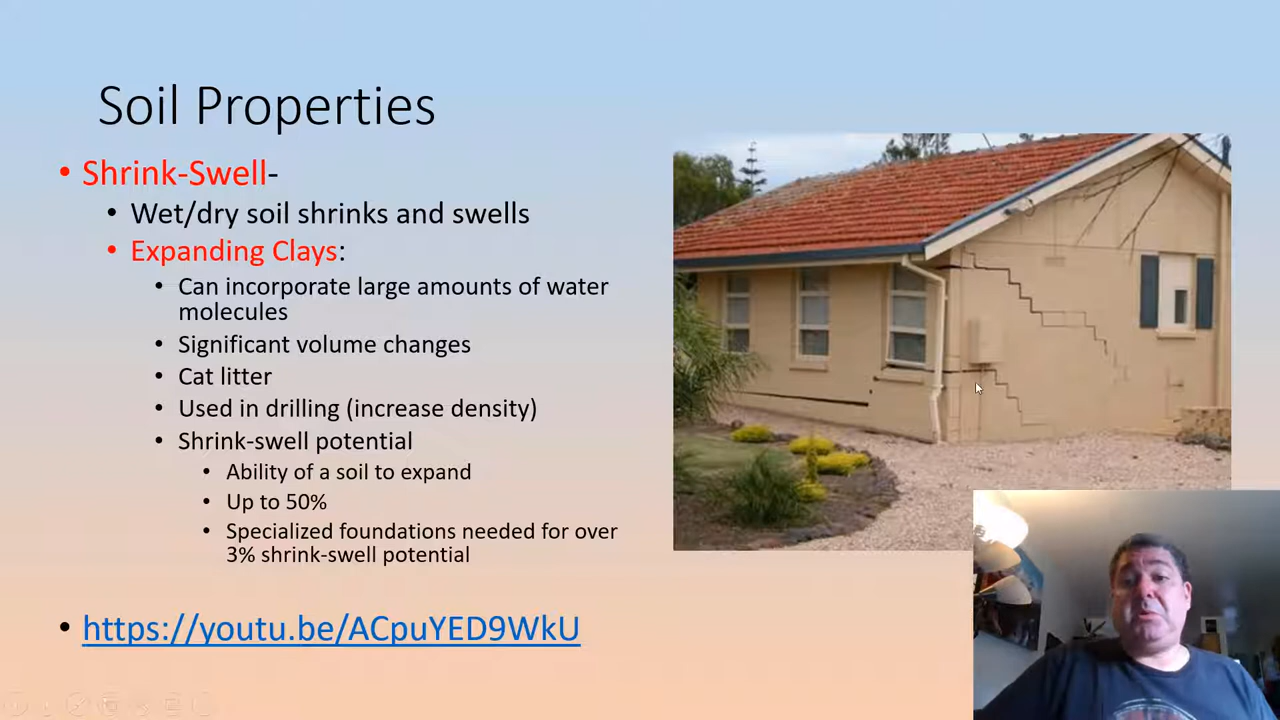 Soil Properties
• Shrink-Swell-
• Wet/dry soil shrinks and swells
• Expanding Clays:
• Can incorporate large amounts of water
molecules
• Significant volume changes
• Cat litter
• Used in drilling (increase density)
• Shrink-swell potential
• Ability of a soil to expand
• Up to 50%
• Specialized foundations needed for over
3% shrink-swell potential
• https://youtu.be/ACpuYED9WkU